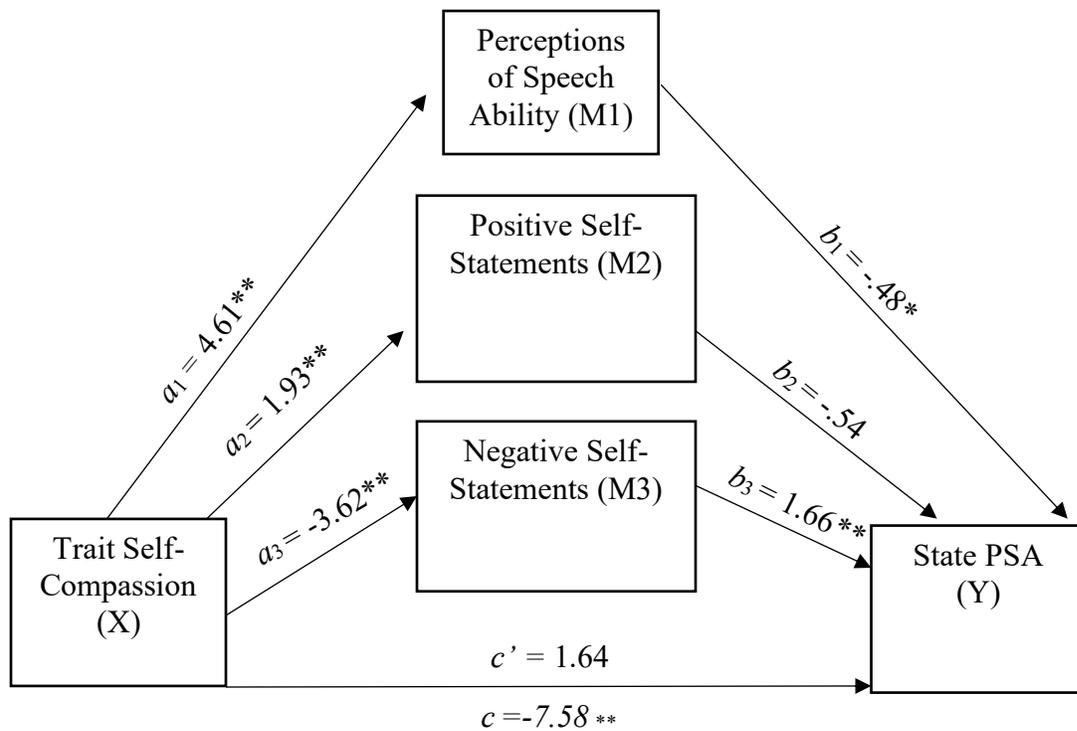 Perceptions
of Speech
Ability (M1)
Positive Self-
Statements (M2)
Negative Self-
Statements (M3)
Trait Self-
Compassion
(X)
State PSA
(Y)
a₁ = 4.61**
a₂ = 1.93**
a₃ = -3.62**
b₁ = -.48*
b₂ = -.54
b₃ = 1.66**
c’ = 1.64
c =-7.58 **